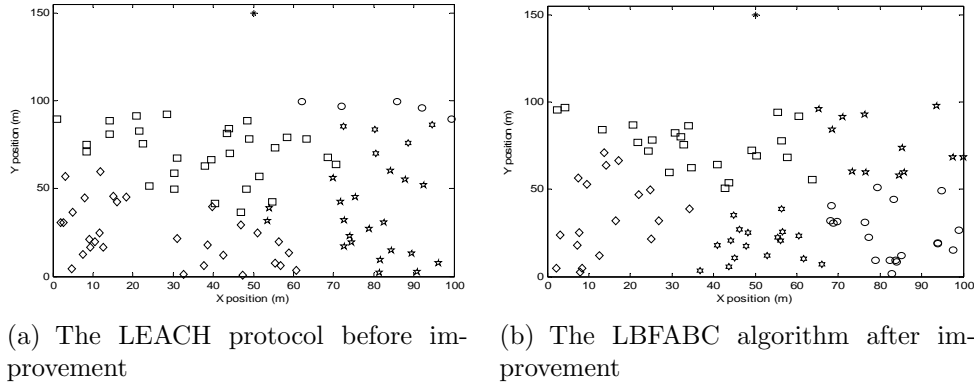 150
100
50
0
Y position (m)
0 10 20 30 40 50 60 70 80 90 100
X position (m)
150
100
50
0
Y position (m)
0 10 20 30 40 50 60 70 80 90 100
X position (m)
(a) The LEACH protocol before im-
provement
(b) The LBFABC algorithm after im-
provement